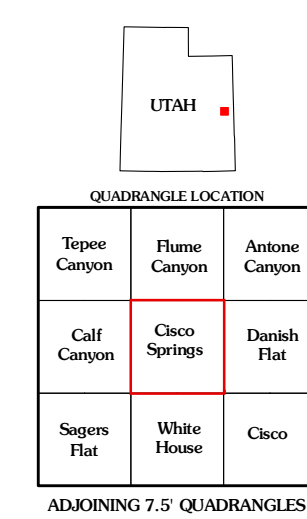 UTAH
QUADRANGLE LOCATION
Tepee
Canyon
Flume
Canyon
Antone
Canyon
Calf
Canyon
Cisco
Springs
Danish
Flat
Sagers
Flat
White
House
Cisco
ADJOINING 7.5' QUADRANGLES